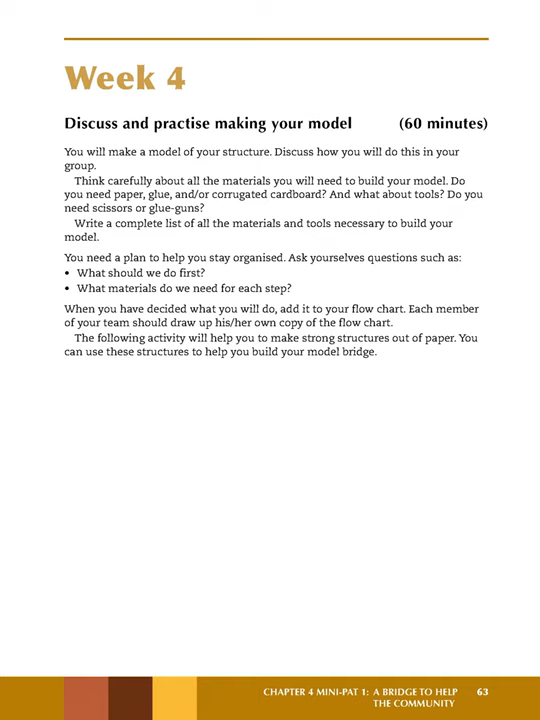 Week 4
Discuss and practise making your model (60 minutes)
You will make a model of your structure. Discuss how you will do this in your
group.
Think carefully about all the materials you will need to build your model. Do
you need paper, glue, and/or corrugated cardboard? And what about tools? Do you
need scissors or glue-guns?
Write a complete list of all the materials and tools necessary to build your
model.
You need a plan to help you stay organised. Ask yourselves questions such as:
• What should we do first?
• What materials do we need for each step?
When you have decided what you will do, add it to your flow chart. Each member
of your team should draw up his/her own copy of the flow chart.
The following activity will help you to make strong structures out of paper. You
can use these structures to help you build your model bridge.
CHAPTER 4 MINI-PAT 1: A BRIDGE TO HELP 63
THE COMMUNITY